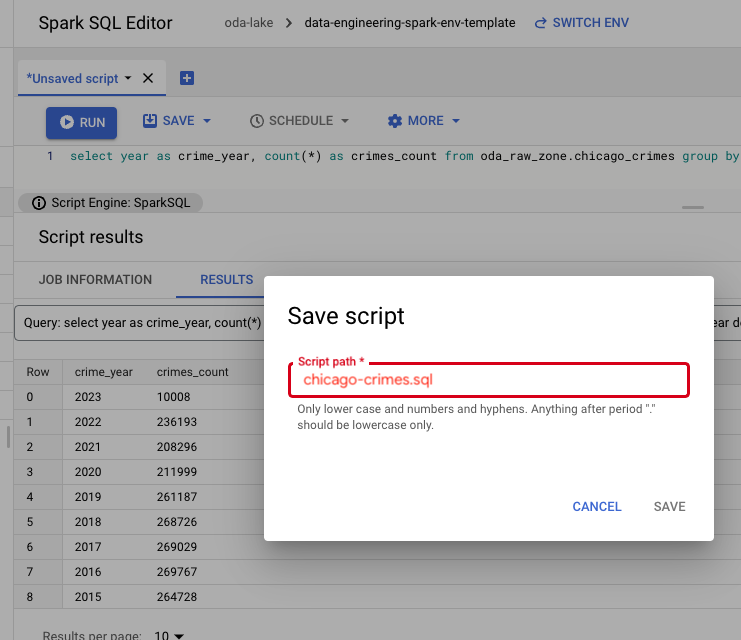 Spark SQL Editor
oda-lake > data-engineering-spark-env-template SWITCH ENV
*Unsaved script
RUN SAVE SCHEDULE MORE
1 select year as crime_year, count(*) as crimes_count from oda_raw_zone.chicago_crimes group by
Script Engine: SparkSQL
Script results
JOB INFORMATION RESULTS
Query: select year as crime_year, count(*)
Row crime_year crimes_count
0 2023 10008
1 2022 236193
2 2021 208296
3 2020 211999
4 2019 261187
5 2018 268726
6 2017 269029
7 2016 269767
8 2015 264728
Results per page: 10
Save script
Script path *
chicago-crimes.sql
Only lower case and numbers and hyphens. Anything after period "."
should be lowercase only.
CANCEL SAVE